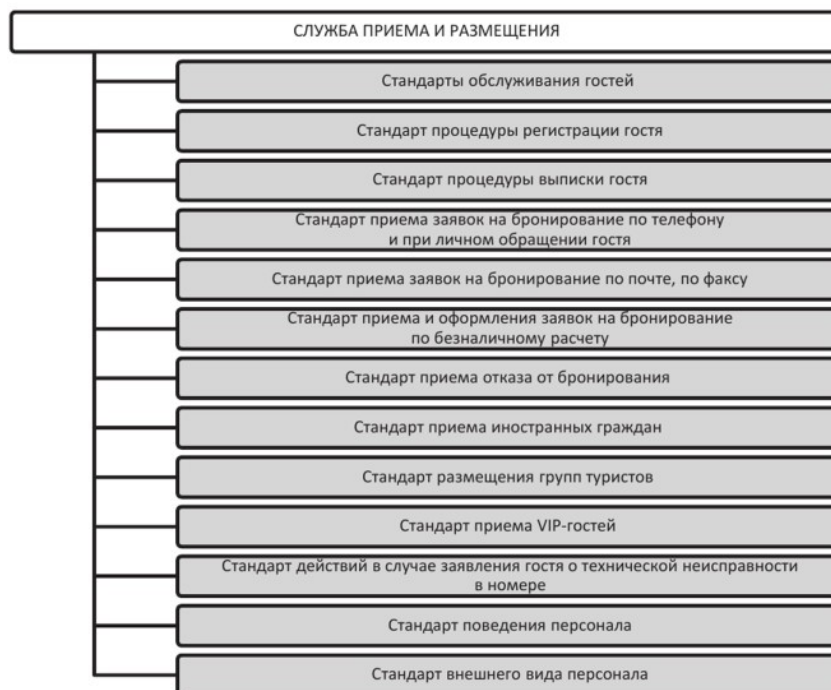 СЛУЖБА ПРИЕМА И РАЗМЕЩЕНИЯ
Стандарты обслуживания гостей
Стандарт процедуры регистрации гостя
Стандарт процедуры выписки гостя
Стандарт приема заявок на бронирование по телефону
и при личном обращении гостя
Стандарт приема заявок на бронирование по почте, по факсу
Стандарт приема и оформления заявок на бронирование
по безналичному расчету
Стандарт приема отказа от бронирования
Стандарт приема иностранных граждан
Стандарт размещения групп туристов
Стандарт приема VIP-гостей
Стандарт действий в случае заявления гостя о технической неисправности
в номере
Стандарт поведения персонала
Стандарт внешнего вида персонала